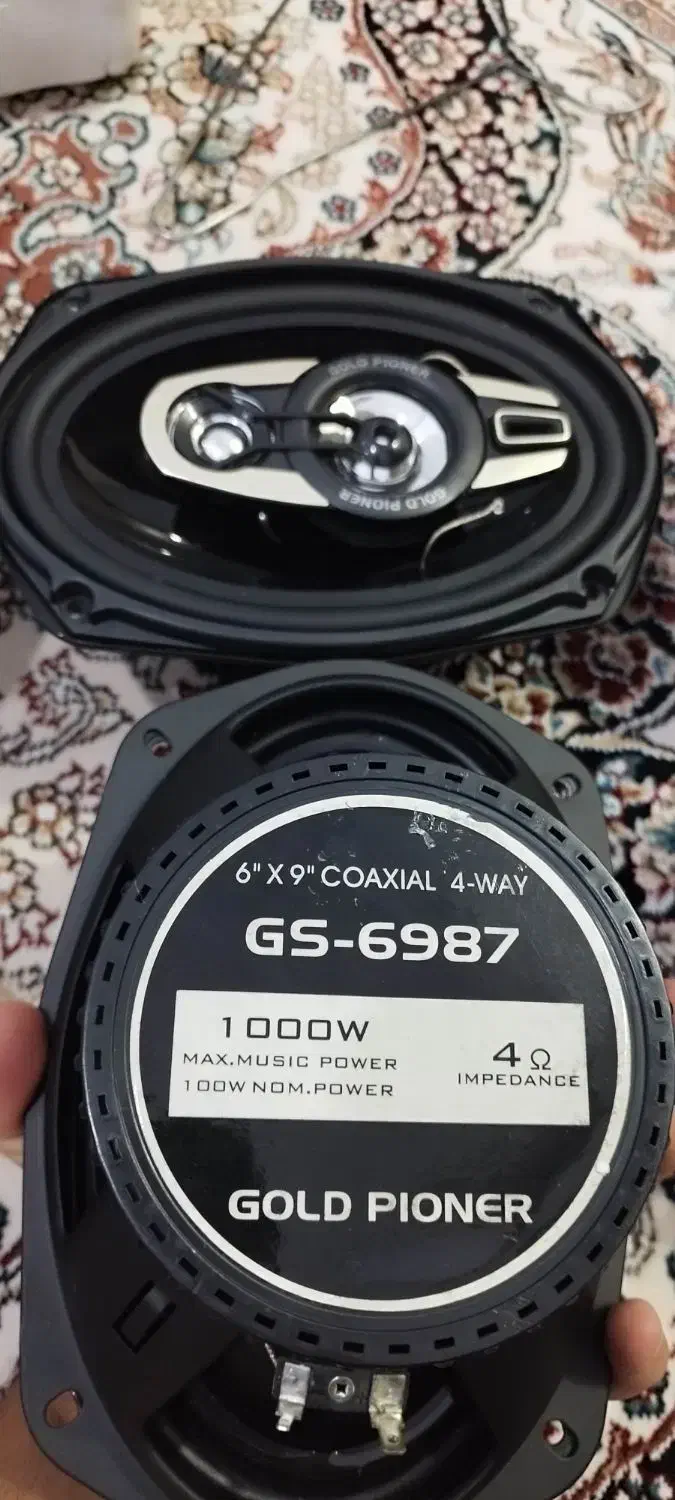 GOLD PIONER
GOLD PIONER
6" X 9" COAXIAL 4-WAY
GS-6987
1000W
MAX.MUSIC POWER
100W NOM.POWER
4 Ω
IMPEDANCE
GOLD PIONER